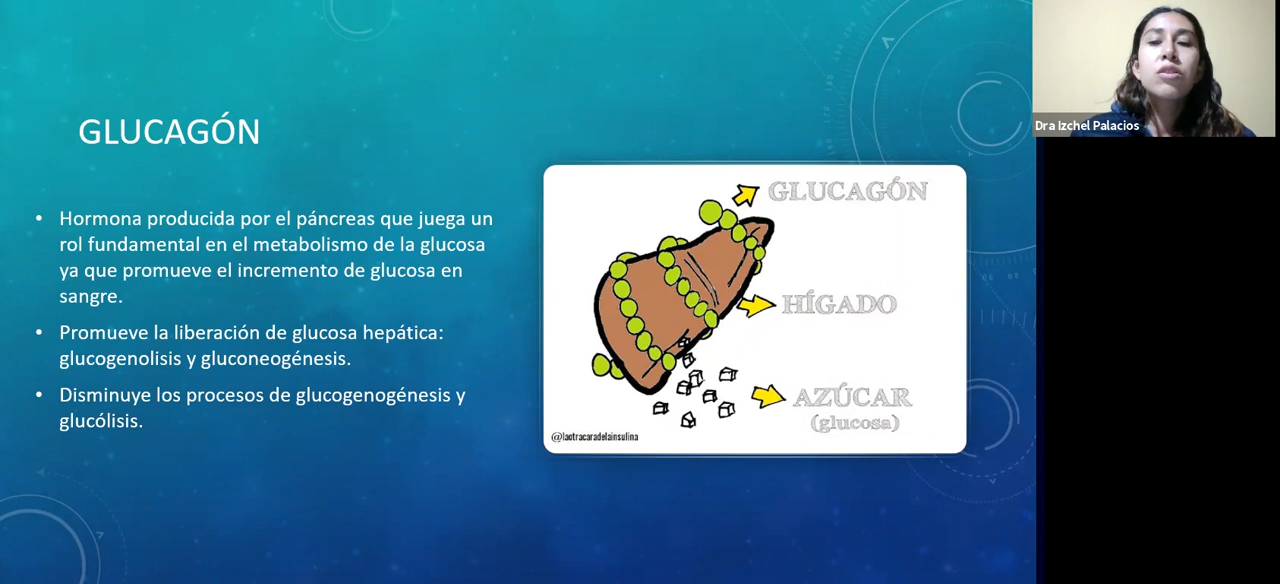 GLUCAGÓN
• Hormona producida por el páncreas que juega un
rol fundamental en el metabolismo de la glucosa
ya que promueve el incremento de glucosa en
sangre.
• Promueve la liberación de glucosa hepática:
glucogenolisis y gluconeogénesis.
• Disminuye los procesos de glucogenogénesis y
glucólisis.
GLUCAGÓN
HÍGADO
AZÚCAR
(glucosa)
@laotracaradelainsulina
Dra Izchel Palacios